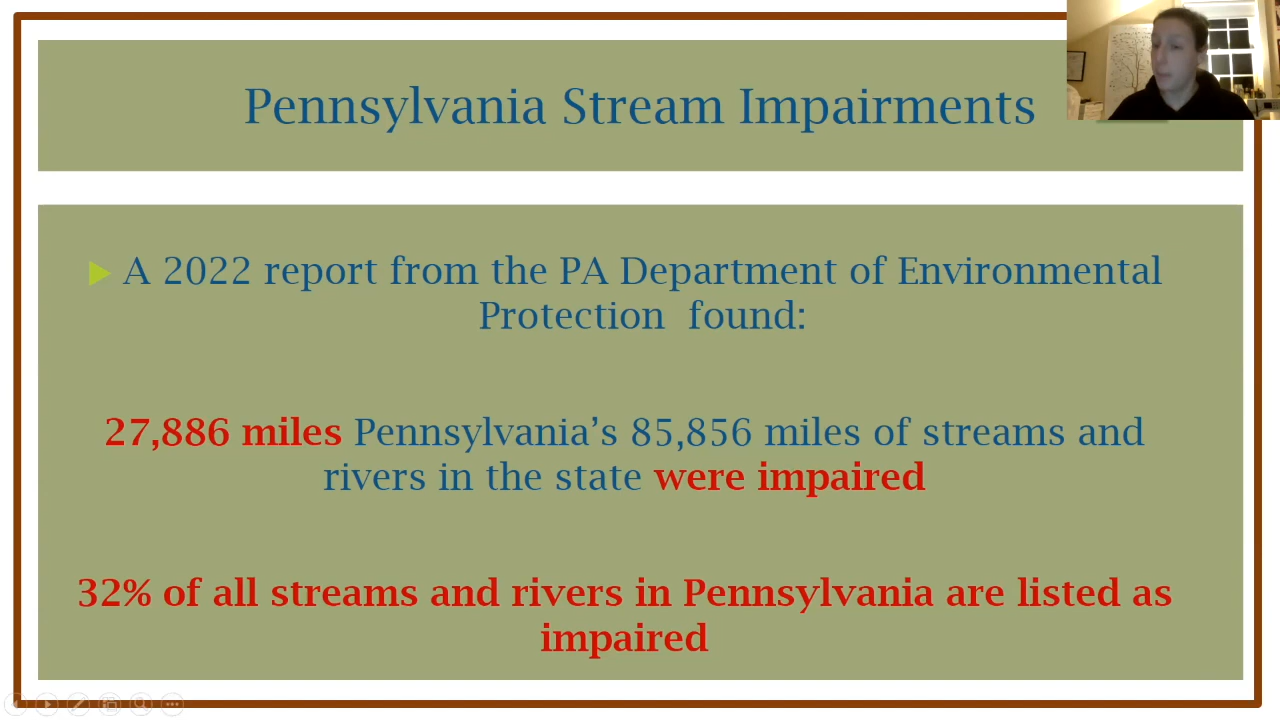 Pennsylvania Stream Impairments
A 2022 report from the PA Department of Environmental
Protection found:
27,886 miles Pennsylvania’s 85,856 miles of streams and
rivers in the state were impaired
32% of all streams and rivers in Pennsylvania are listed as
impaired